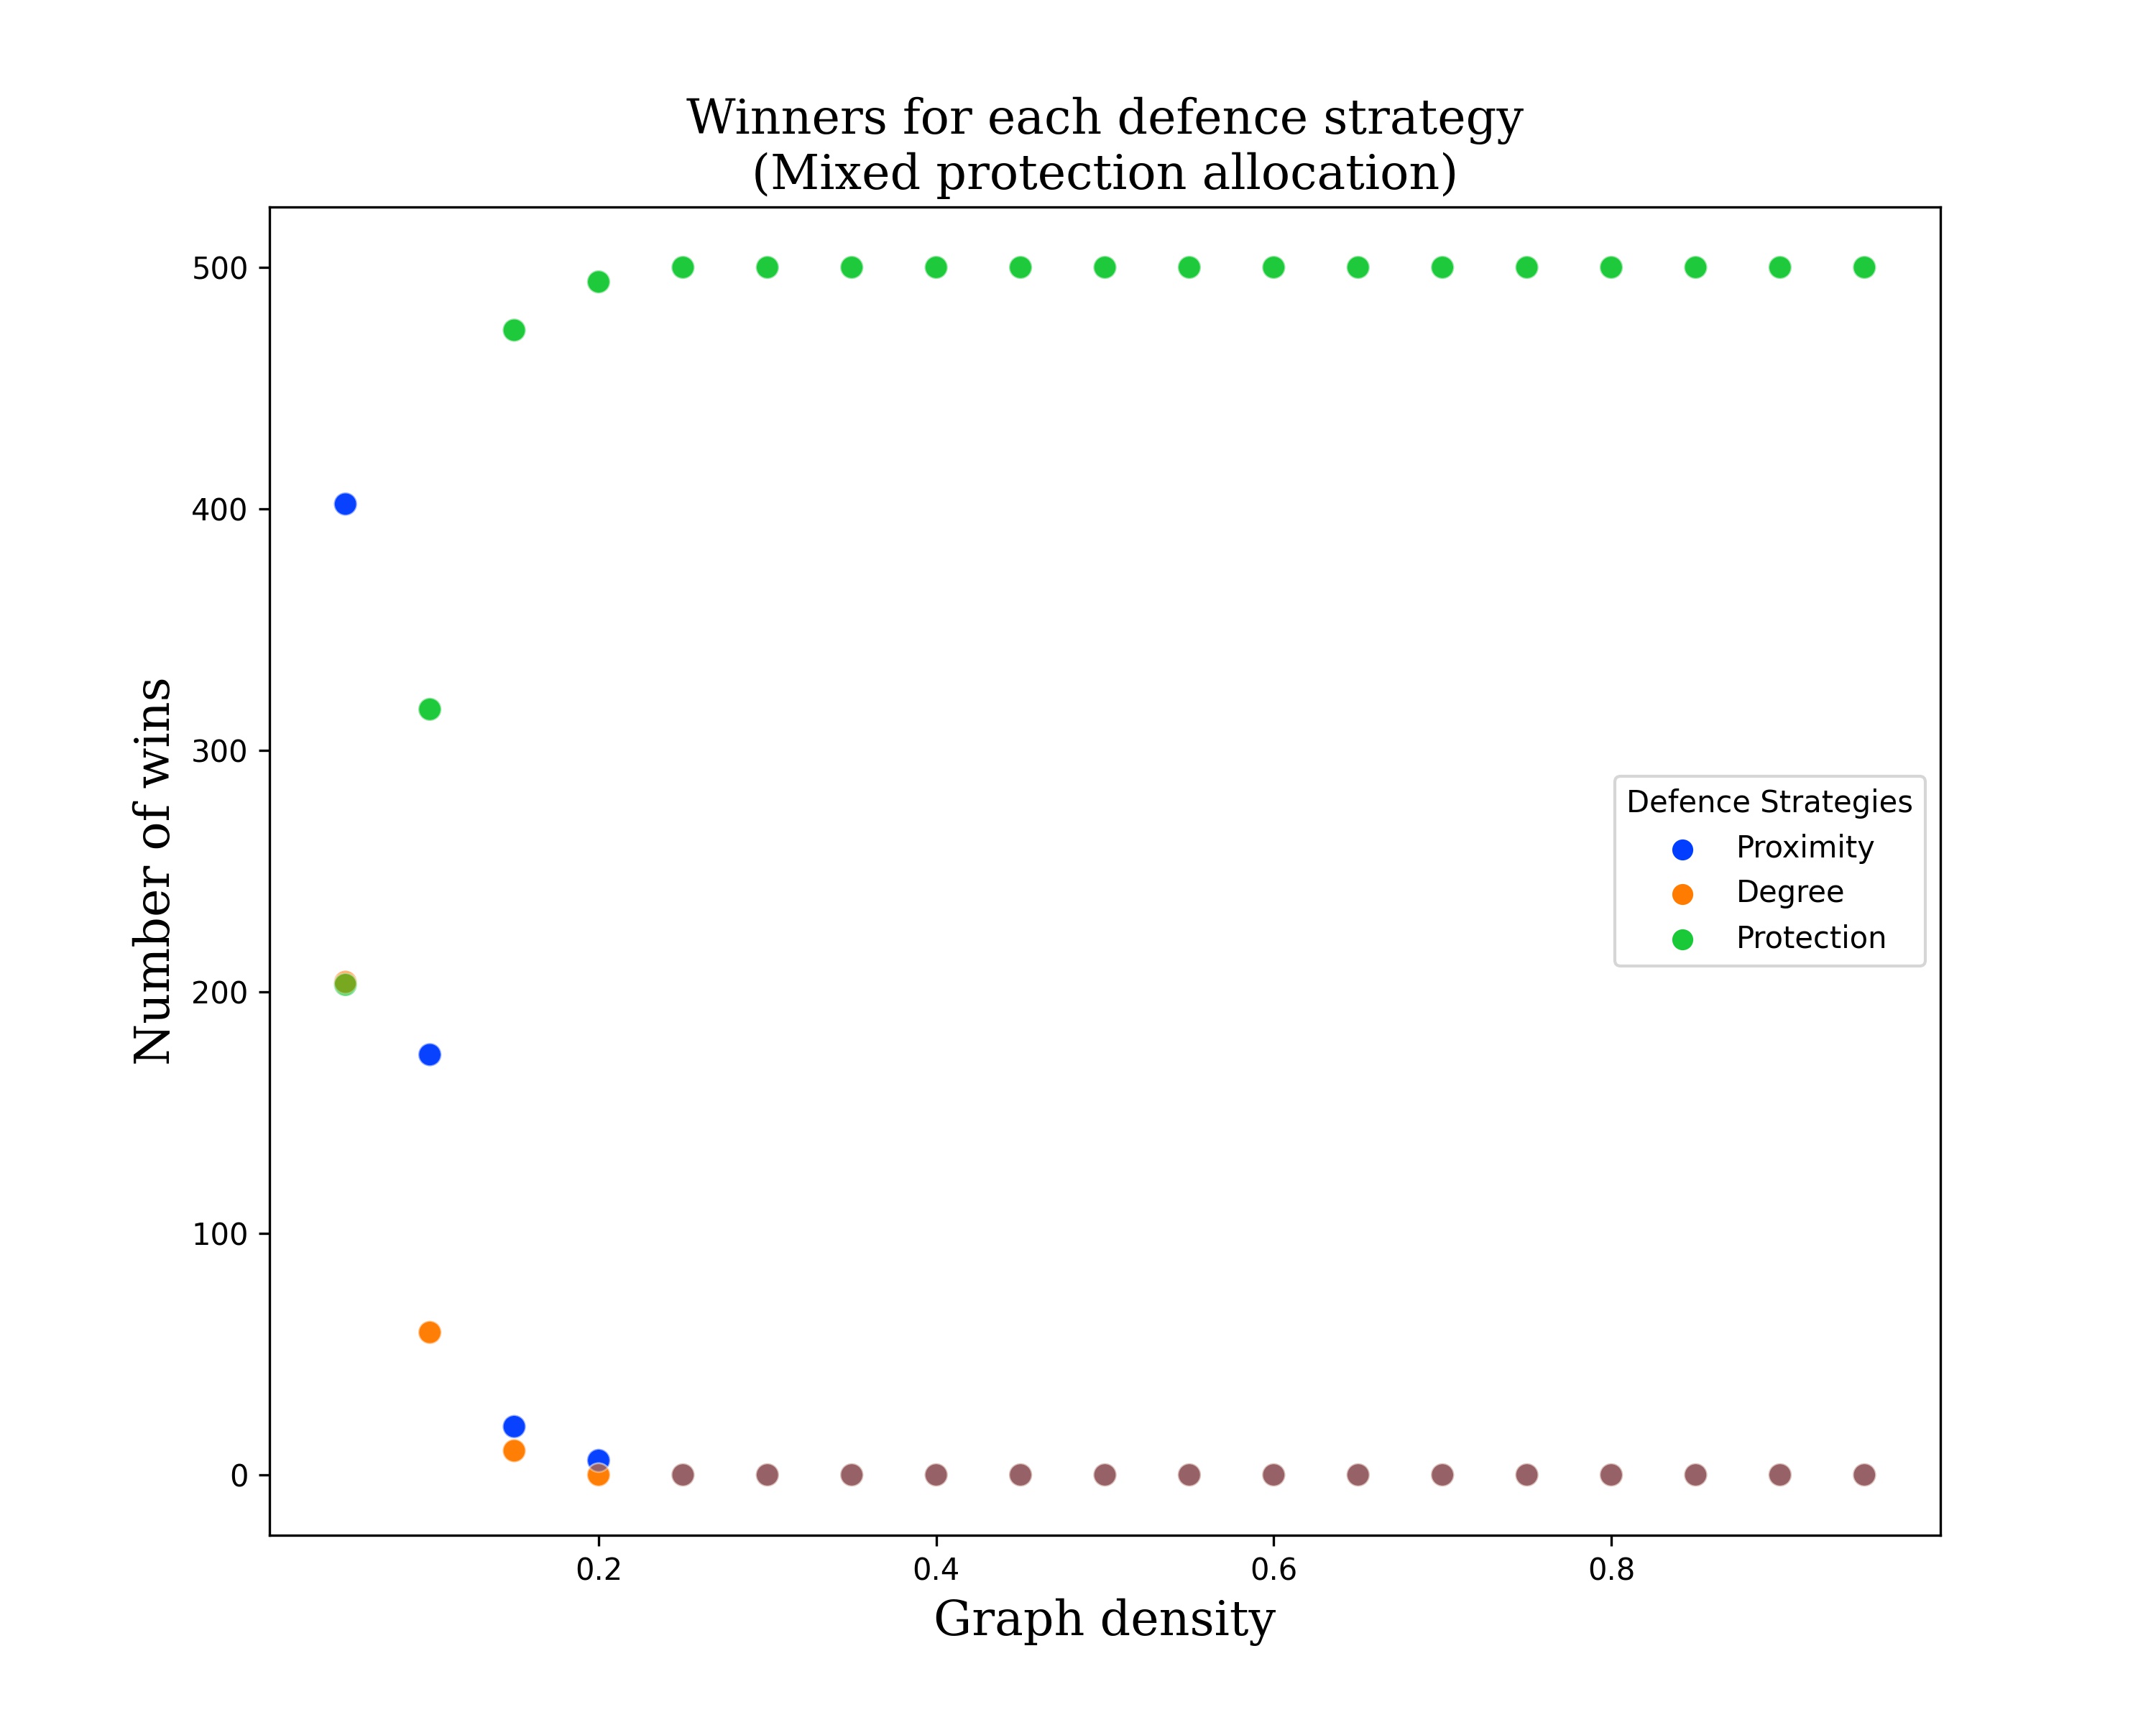 Winners for each defence strategy
(Mixed protection allocation)
500
400
300
200
100
0
Number of wins
Defence Strategies
Proximity
Degree
Protection
0.2
0.4
0.6
0.8
Graph density